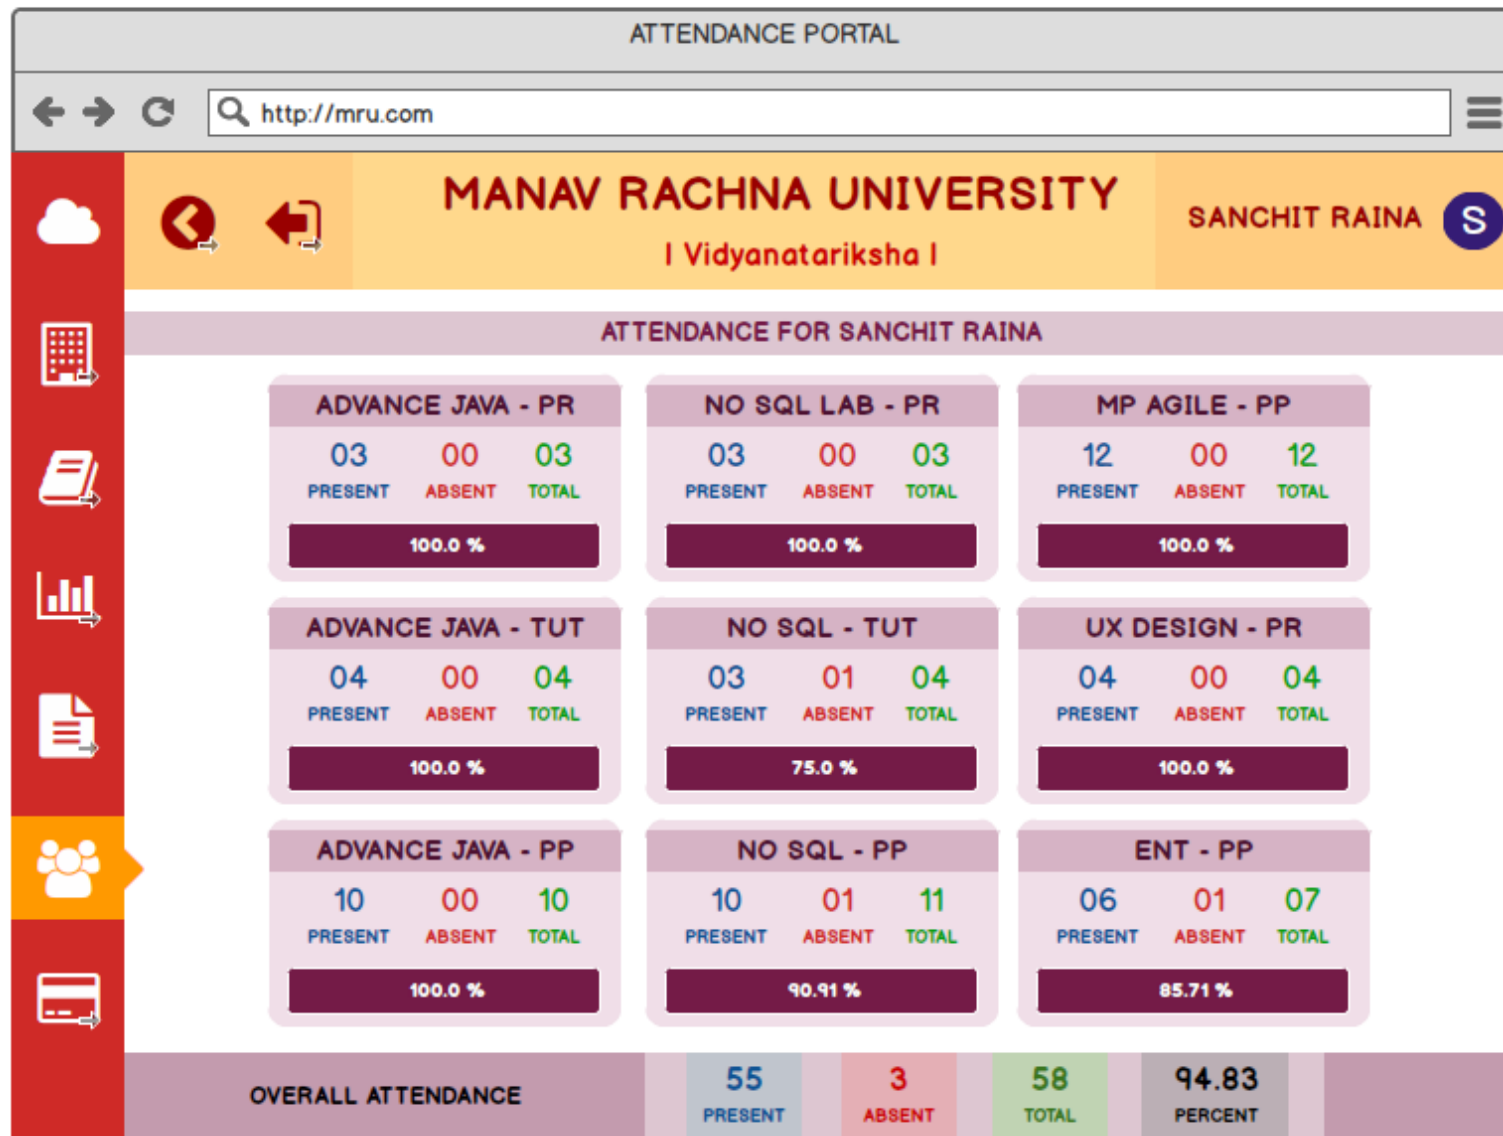 ATTENDANCE PORTAL
http://mru.com
MANAV RACHNA UNIVERSITY
| Vidyanatariksha |
SANCHIT RAINA S
ATTENDANCE FOR SANCHIT RAINA
ADVANCE JAVA - PR
03 00 03
PRESENT ABSENT TOTAL
100.0 %
NO SQL LAB - PR
03 00 03
PRESENT ABSENT TOTAL
100.0 %
MP AGILE - PP
12 00 12
PRESENT ABSENT TOTAL
100.0 %
ADVANCE JAVA - TUT
04 00 04
PRESENT ABSENT TOTAL
100.0 %
NO SQL - TUT
03 01 04
PRESENT ABSENT TOTAL
75.0 %
UX DESIGN - PR
04 00 04
PRESENT ABSENT TOTAL
100.0 %
ADVANCE JAVA - PP
10 00 10
PRESENT ABSENT TOTAL
100.0 %
NO SQL - PP
10 01 11
PRESENT ABSENT TOTAL
90.91 %
ENT - PP
06 01 07
PRESENT ABSENT TOTAL
85.71 %
OVERALL ATTENDANCE
55 3 58 94.83
PRESENT ABSENT TOTAL PERCENT